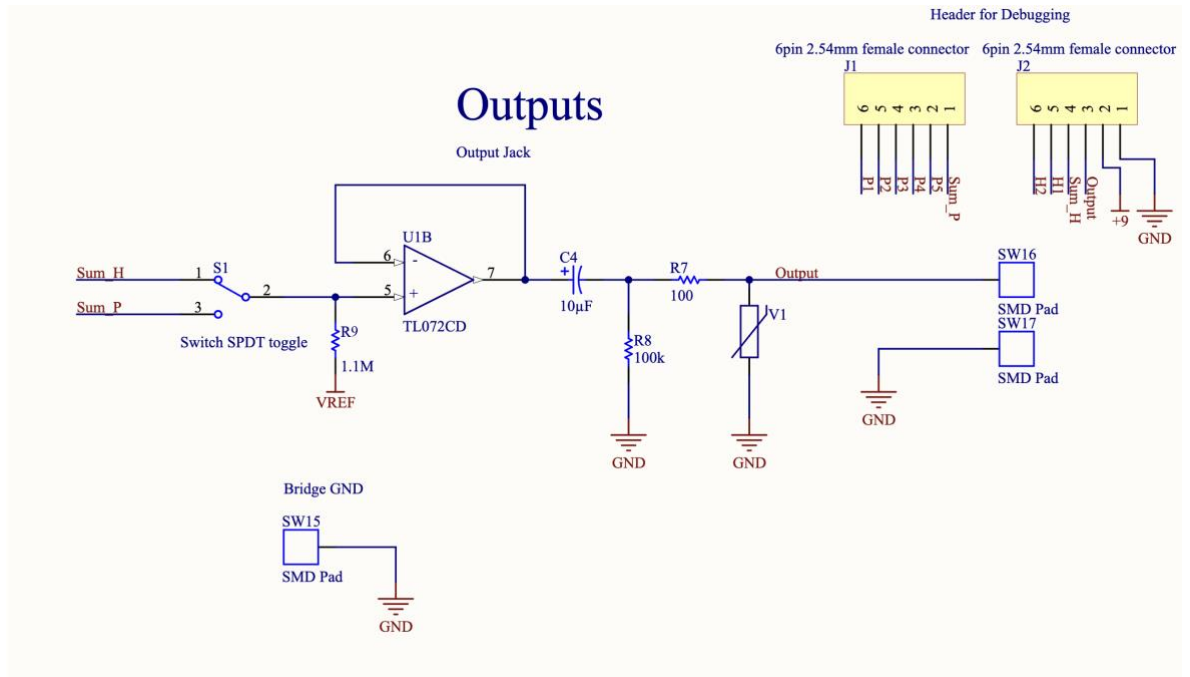 Header for Debugging
6pin 2.54mm female connector
6pin 2.54mm female connector
J1
J2
6 5 4 3 2 1
6 5 4 3 2 1
P1
P2
P3
P4
P5
Sum_P
H2
H1
Sum_H
Output
+9
GND
Outputs
Output Jack
U1B
6
-
7
5
+
TL072CD
Sum_H
1
S1
2
Sum_P
3
Switch SPDT toggle
R9
1.1M
VREF
C4
+
10µF
R7
100
R8
100k
GND
V1
GND
Output
SW16
SMD Pad
SW17
SMD Pad
GND
Bridge GND
SW15
SMD Pad
GND